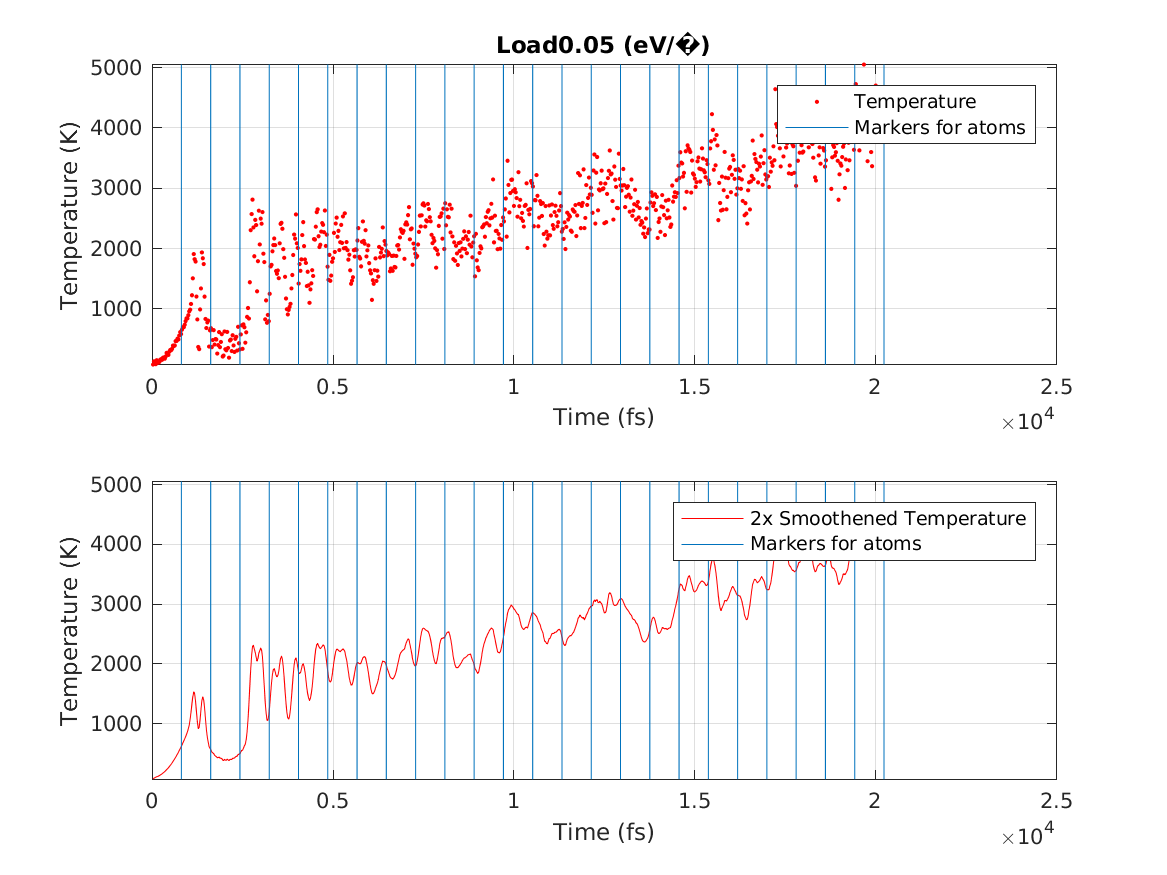 Load0.05 (eV/�)
Temperature (K)
5000
4000
3000
2000
1000
Temperature
Markers for atoms
0
0.5
1
1.5
2
2.5
Time (fs)
×10^4
Temperature (K)
5000
4000
3000
2000
1000
2x Smoothened Temperature
Markers for atoms
0
0.5
1
1.5
2
2.5
Time (fs)
×10^4